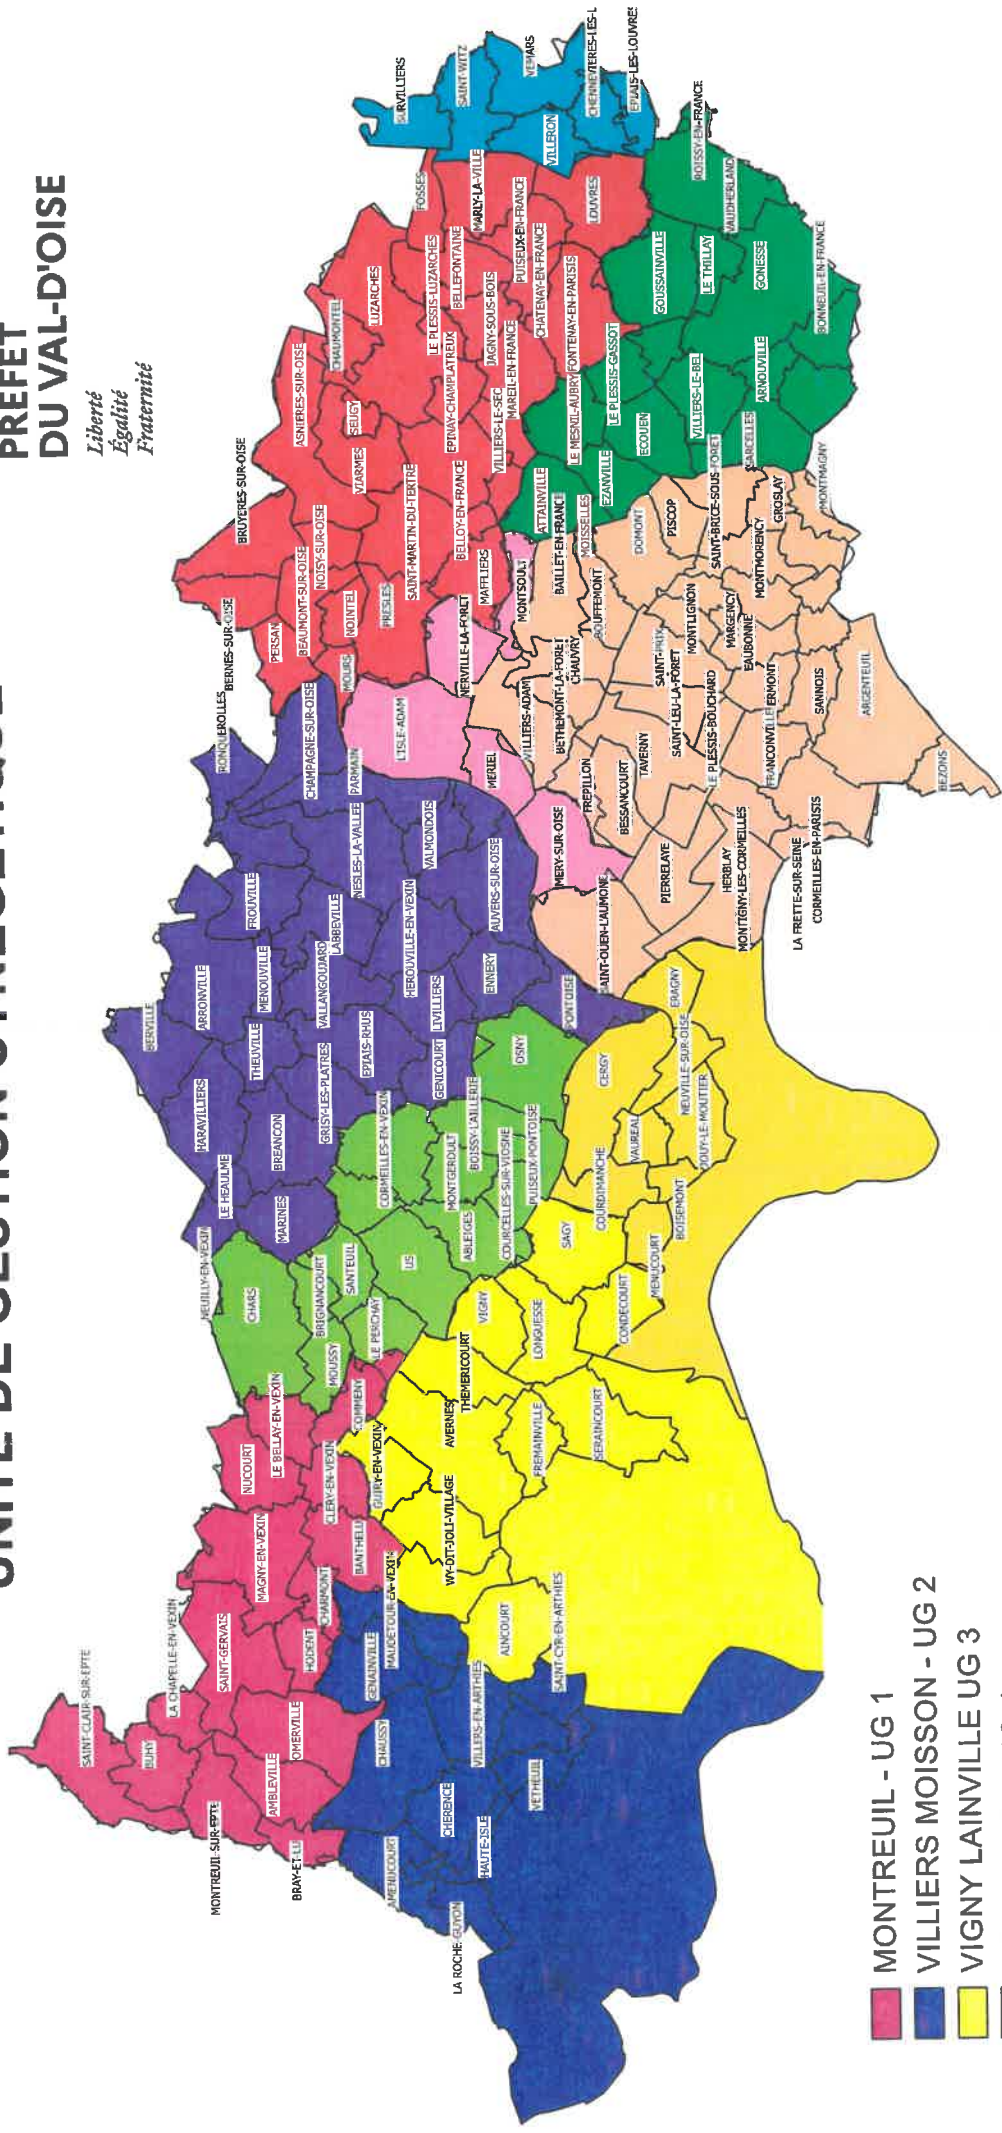 PREFET
DU VAL-D'OISE
Liberté
Égalité
Fraternité
SAINT-CLAIR-SUR-EPTE
BUHY
LA CHAPELLE-EN-VEXIN
MONTREUIL-SUR-EPTE
SAINT-GERVAIS
AMBLEVILLE
OMERVILLE
BRAY-ET-LU
HODENT
CHARMONT
MAGNY-EN-VEXIN
NUCOURT
LE BELLAY-EN-VEXIN
CLERY-EN-VEXIN
BANTHELU
COMMENY
GENAINVILLE
MAUDETOUR-EN-VEXIN
CHAUSSY
AMENUCOURT
CHERENCE
LA ROCHE-GUYON
HAUTE-ISLE
VILLERS-EN-ARTHIES
VETHEUIL
SAINT-CYR-EN-ARTHIES
AINCOURT
WY-DIT-JOLI-VILLAGE
GUIRY-EN-VEXIN
AVERNES
THEMERICOURT
FREMAINVILLE
SERAINCOURT
VIGNY
LONGUESSE
SAGY
CONDECOURT
NEUILLY-EN-VEXIN
CHARS
BRIGNANCOURT
MOUSSY
SANTEUIL
LE PERCHAY
US
CORMEILLES-EN-VEXIN
MONTGEROULT
BOISSY-L'AILLERIE
ABLEIGES
COURCELLES-SUR-VIOSNE
PUISEUX-PONTOISE
OSNY
MENUCOURT
BOISEMONT
COURDIMANCHE
VAUREAL
JOUY-LE-MOUTIER
NEUVILLE-SUR-OISE
CERGY
ERAGNY
BERVILLE
HARAVILLIERS
ARRONVILLE
LE HEAULME
THEUVILLE
MENOUVILLE
FROUVILLE
MARINES
BREANCON
GRISY-LES-PLATRES
VALLANGOUJARD
LABBEVILLE
NESLES-LA-VALLEE
EPIAIS-RHUS
HEROUVILLE-EN-VEXIN
VALMONDOIS
GENICOURT
LIVILLIERS
ENNERY
AUVERS-SUR-OISE
PONTOISE
RONQUEROLLES
CHAMPAGNE-SUR-OISE
PARMAIN
L'ISLE-ADAM
MERIEL
MERY-SUR-OISE
NERVILLE-LA-FORET
MONTSOULT
BERNES-SUR-OISE
BRUYERES-SUR-OISE
PERSAN
BEAUMONT-SUR-OISE
NOISY-SUR-OISE
MOURS
NOINTEL
PRESLES
ASNIERES-SUR-OISE
VIARMES
SEUGY
CHAUMONTEL
LUZARCHES
SAINT-MARTIN-DU-TERTRE
BELLOY-EN-FRANCE
MAFFLIERS
LE PLESSIS-LUZARCHES
EPINAY-CHAMPLATREUX
BELLEFONTAINE
JAGNY-SOUS-BOIS
VILLIERS-LE-SEC
MAREIL-EN-FRANCE
CHATENAY-EN-FRANCE
PUISEUX-EN-FRANCE
FOSSES
MARLY-LA-VILLE
LOUVRES
FONTENAY-EN-PARISIS
LE MESNIL-AUBRY
SURVILLIERS
SAINT-WITZ
VEMARS
VILLERON
CHENNEVIERES-LES-L
EPIAIS-LES-LOUVRES
ROISSY-EN-FRANCE
VAUDHERLAND
GOUSSAINVILLE
LE THILLAY
GONESSE
BONNEUIL-EN-FRANCE
LE PLESSIS-GASSOT
VILLIERS-LE-BEL
ARNOUVILLE
ECOUEN
EZANVILLE
ATTAINVILLE
MOISSELLES
SARCELLES
BAILLET-EN-FRANCE
BOUFFEMONT
DOMONT
PISCOP
SAINT-BRICE-SOUS-FORET
GROSLAY
MONTMAGNY
MONTMORENCY
MONTLIGNON
MARGENCY
EAUBONNE
VILLIERS-ADAM
BETHEMONT-LA-FORET
CHAUVRY
SAINT-PRIX
SAINT-LEU-LA-FORET
LE PLESSIS-BOUCHARD
ERMONT
FRANCONVILLE
SANNOIS
ARGENTEUIL
BEZONS
FREPILLON
BESSANCOURT
TAVERNY
PIERRELAYE
HERBLAY
MONTIGNY-LES-CORMEILLES
LA FRETTE-SUR-SEINE
CORMEILLES-EN-PARISIS
SAINT-OUEN-L'AUMONE
MONTREUIL - UG 1
VILLIERS MOISSON - UG 2
VIGNY LAINVILLE UG 3